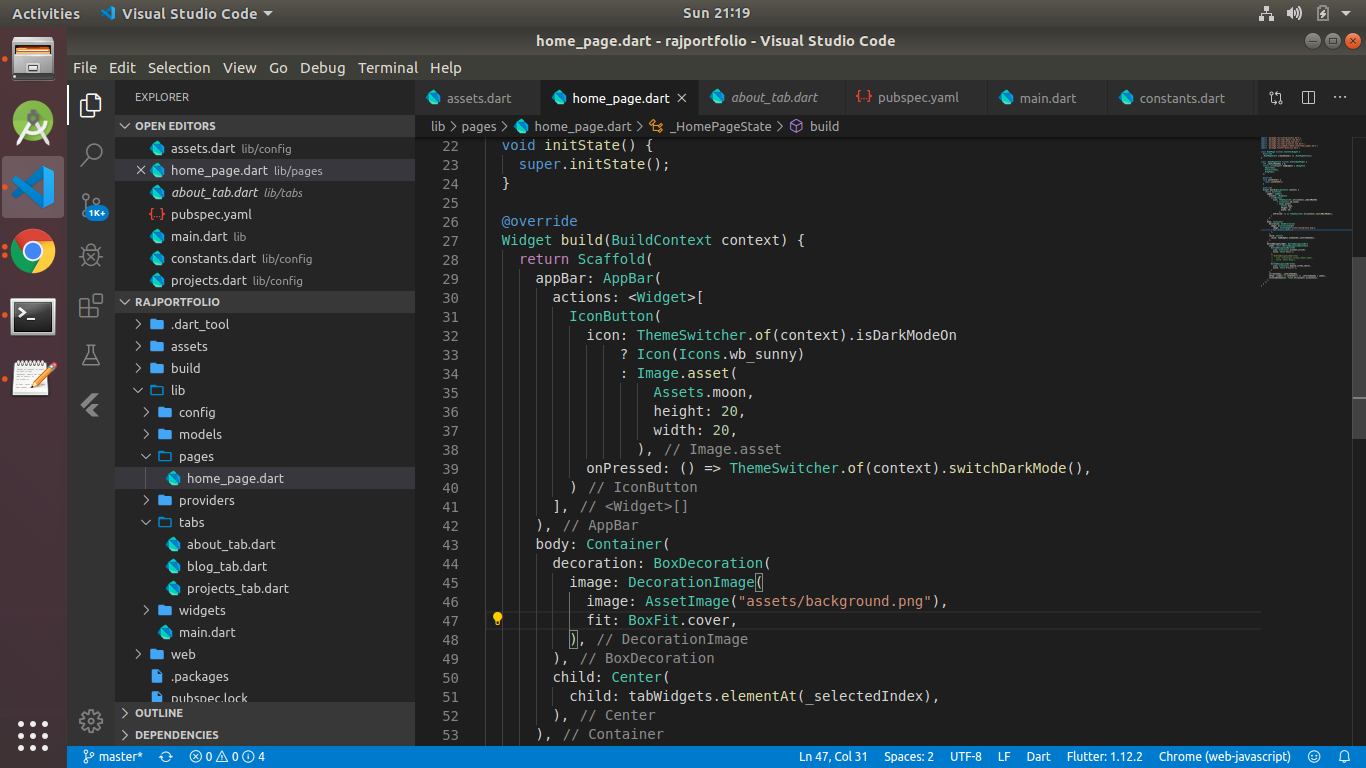 Activities
Visual Studio Code
Sun 21:19
home_page.dart - rajportfolio - Visual Studio Code
File Edit Selection View Go Debug Terminal Help
EXPLORER
OPEN EDITORS
assets.dart lib/config
home_page.dart lib/pages
about_tab.dart lib/tabs
1K+
pubspec.yaml
main.dart lib
constants.dart lib/config
projects.dart lib/config
RAJPORTFOLIO
.dart_tool
assets
build
lib
config
models
pages
home_page.dart
providers
tabs
about_tab.dart
blog_tab.dart
projects_tab.dart
widgets
main.dart
web
.packages
pubspec.lock
OUTLINE
DEPENDENCIES
assets.dart home_page.dart about_tab.dart pubspec.yaml main.dart constants.dart
lib > pages > home_page.dart > _HomePageState > build
22 void initState() {
23 super.initState();
24 }
25
26 @override
27 Widget build(BuildContext context) {
28 return Scaffold(
29 appBar: AppBar(
30 actions: <Widget>[
31 IconButton(
32 icon: ThemeSwitcher.of(context).isDarkModeOn
33 ? Icon(Icons.wb_sunny)
34 : Image.asset(
35 Assets.moon,
36 height: 20,
37 width: 20,
38 ), // Image.asset
39 onPressed: () => ThemeSwitcher.of(context).switchDarkMode(),
40 ) // IconButton
41 ], // <Widget>[]
42 ), // AppBar
43 body: Container(
44 decoration: BoxDecoration(
45 image: DecorationImage(
46 image: AssetImage("assets/background.png"),
47 fit: BoxFit.cover,
48 ), // DecorationImage
49 ), // BoxDecoration
50 child: Center(
51 child: tabWidgets.elementAt(_selectedIndex),
52 ), // Center
53 ), // Container
master* 0 0 4
Ln 47, Col 31 Spaces: 2 UTF-8 LF Dart Flutter: 1.12.2 Chrome (web-javascript)